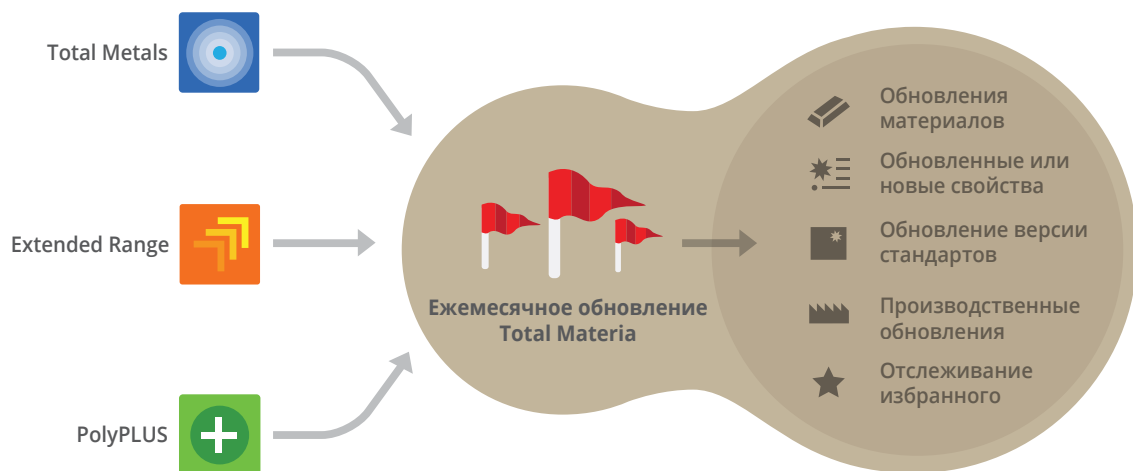 Total Metals
Extended Range
PolyPLUS
Ежемесячное обновление
Total Materia
Обновления
материалов
Обновленные или
новые свойства
Обновление версии
стандартов
Производственные
обновления
Отслеживание
избранного